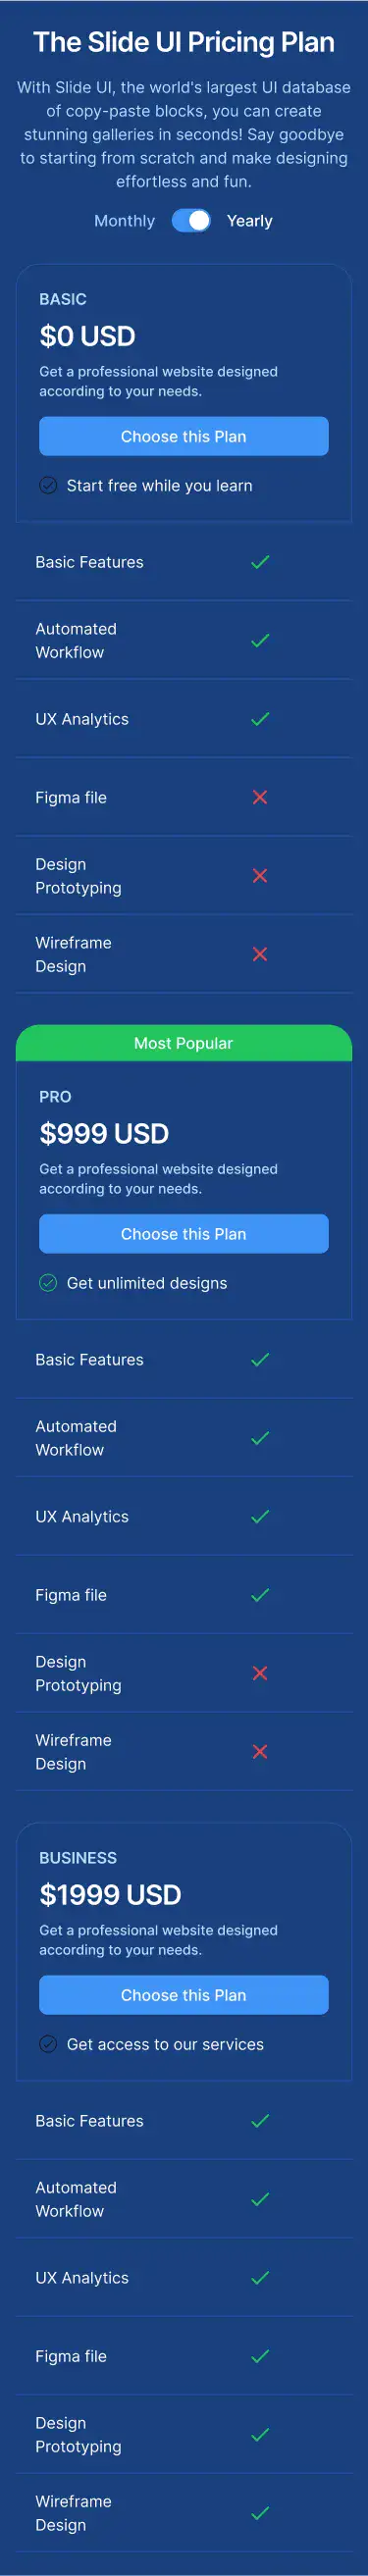 The Slide UI Pricing Plan
With Slide UI, the world's largest UI database
of copy-paste blocks, you can create
stunning galleries in seconds! Say goodbye
to starting from scratch and make designing
effortless and fun.
Monthly Yearly
BASIC
$0 USD
Get a professional website designed
according to your needs.
Choose this Plan
Start free while you learn
Basic Features
Automated
Workflow
UX Analytics
Figma file
Design
Prototyping
Wireframe
Design
Most Popular
PRO
$999 USD
Get a professional website designed
according to your needs.
Choose this Plan
Get unlimited designs
Basic Features
Automated
Workflow
UX Analytics
Figma file
Design
Prototyping
Wireframe
Design
BUSINESS
$1999 USD
Get a professional website designed
according to your needs.
Choose this Plan
Get access to our services
Basic Features
Automated
Workflow
UX Analytics
Figma file
Design
Prototyping
Wireframe
Design